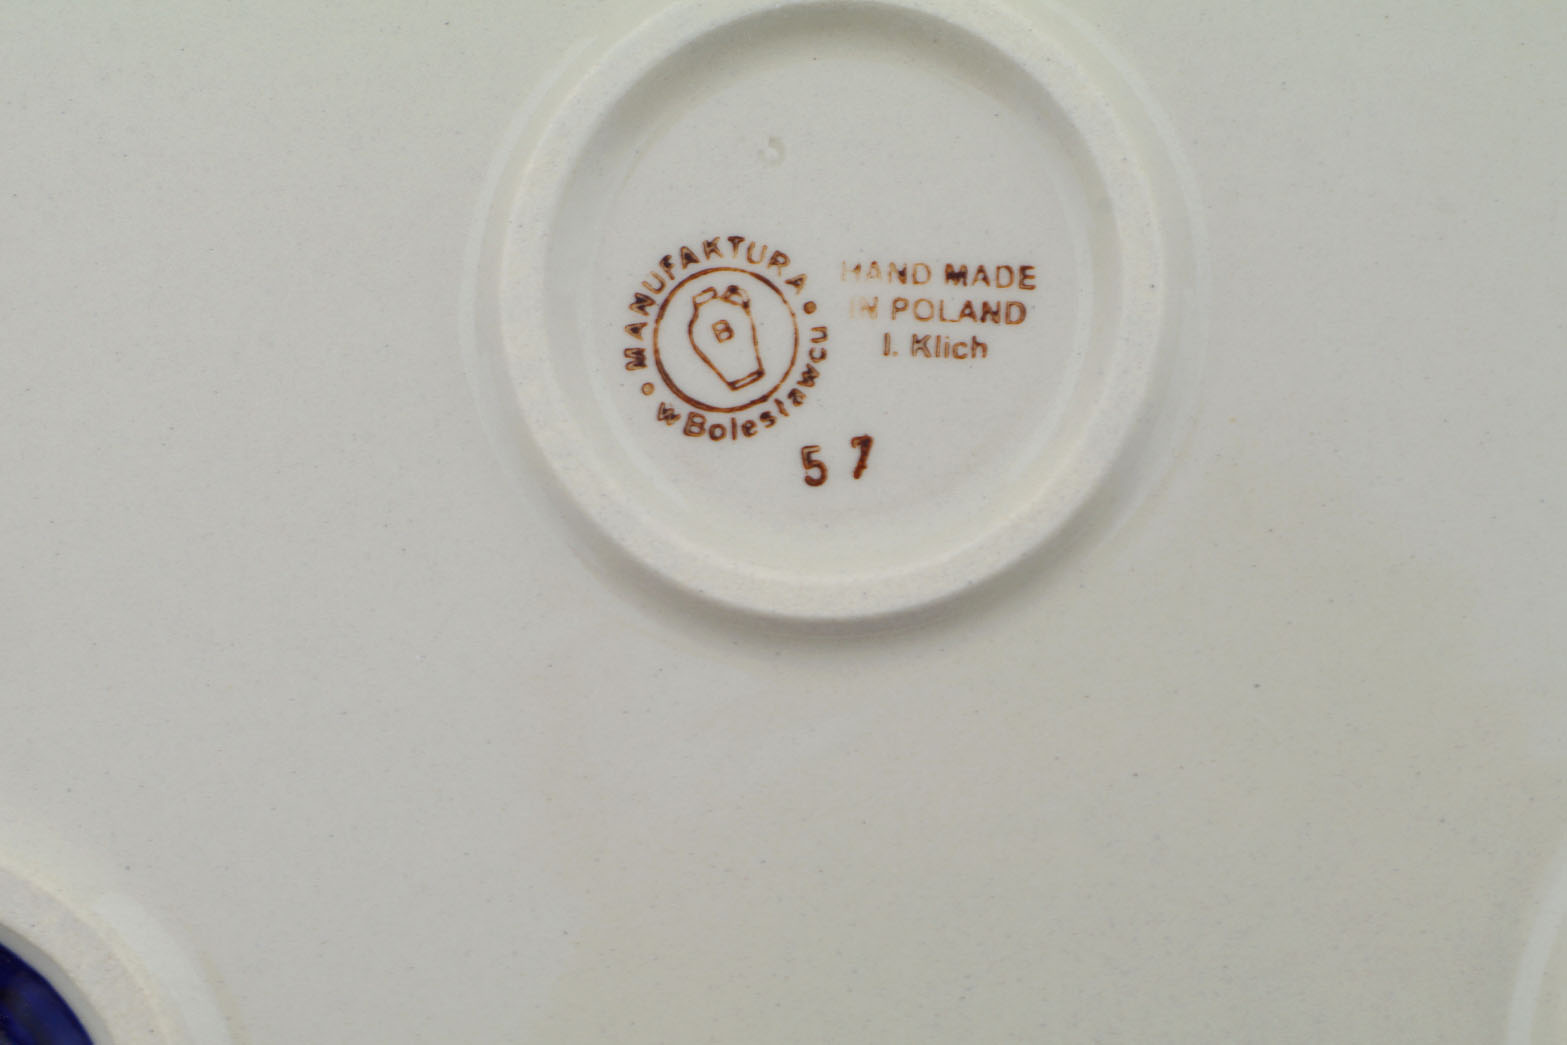 MANUFAKTURA
w Bolesławcu
B
HAND MADE
IN POLAND
I. Klich
57